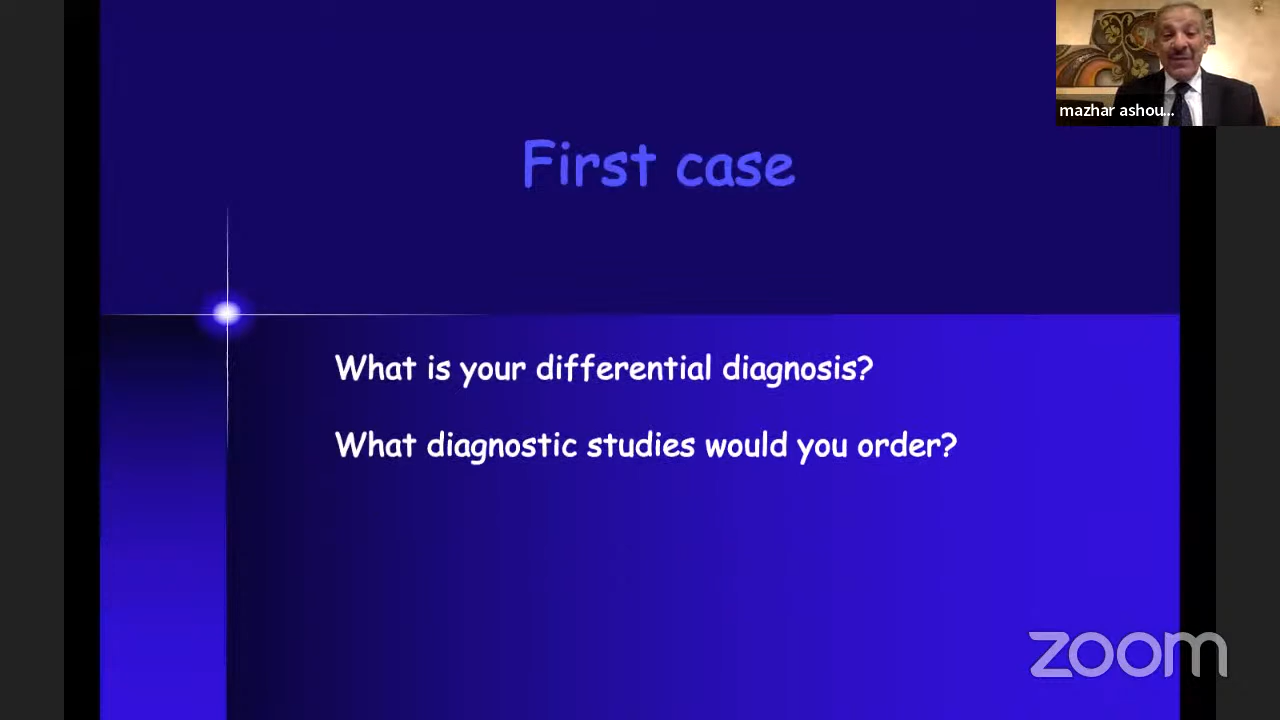 mazhar ashou...
First case
What is your differential diagnosis?
What diagnostic studies would you order?
zoom